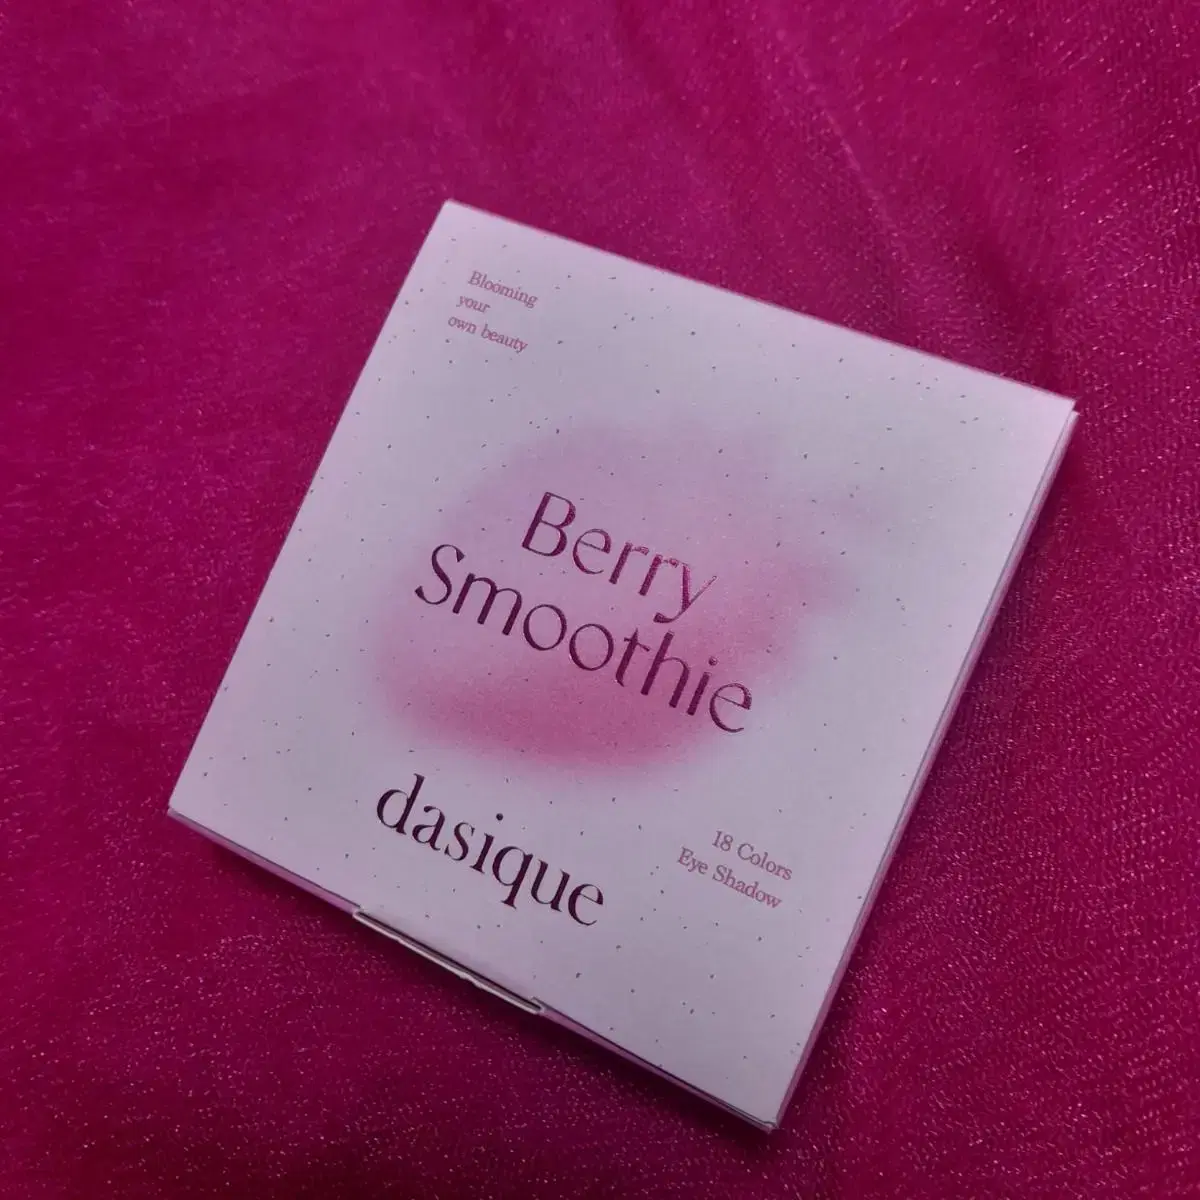 Blooming
your
own beauty
Berry
Smoothie
dasique
18 Colors
Eye Shadow